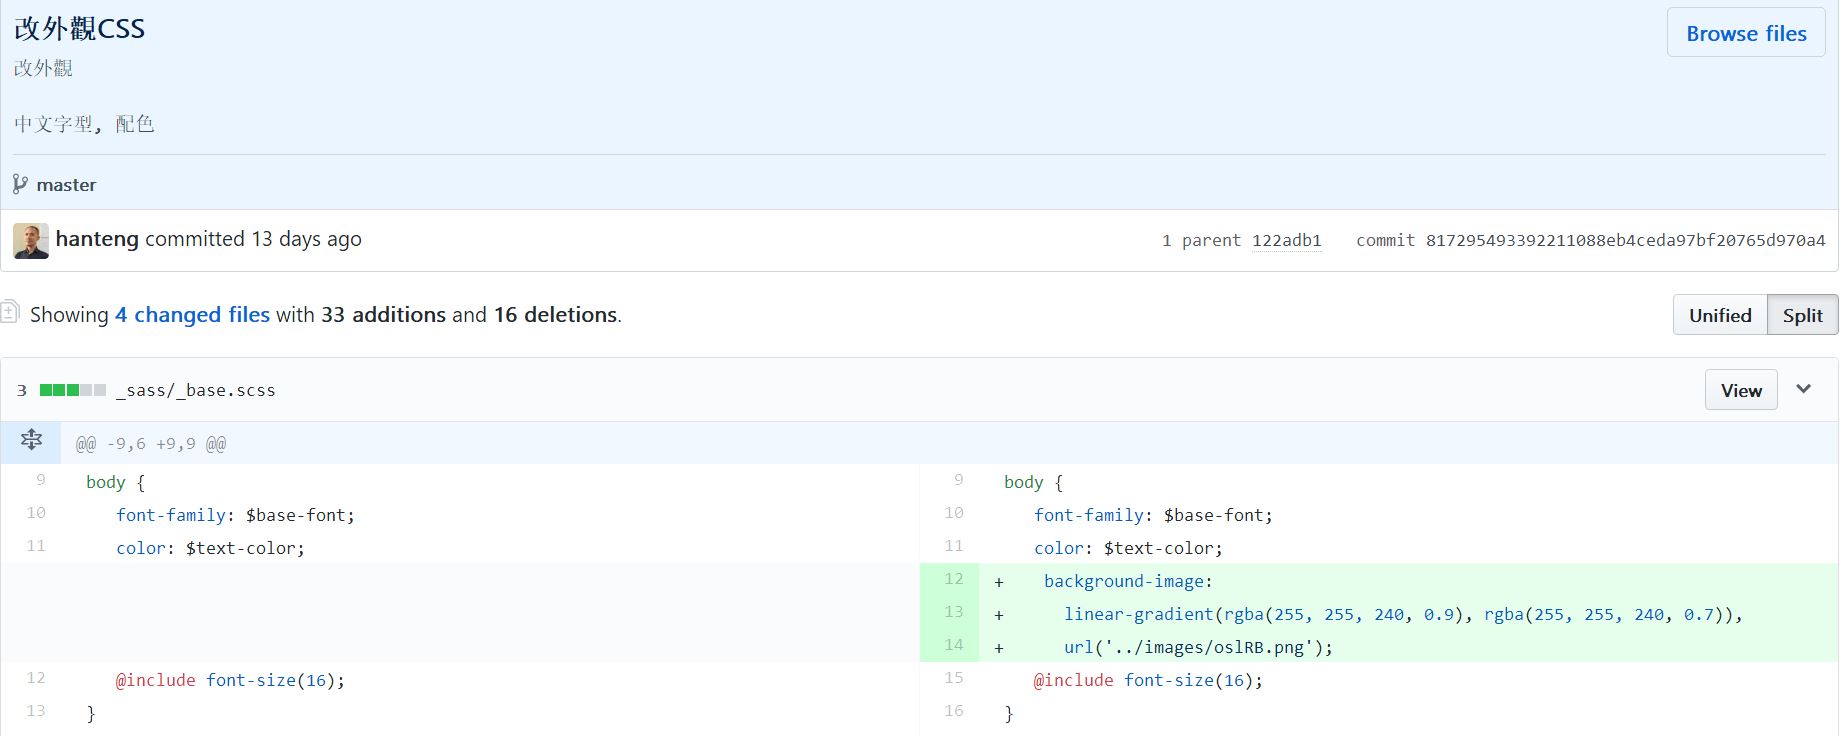 改外觀CSS
Browse files
改外觀
中文字型, 配色
master
hanteng committed 13 days ago
1 parent 122adb1 commit 817295493392211088eb4ceda97bf20765d970a4
Showing 4 changed files with 33 additions and 16 deletions.
Unified Split
3 _sass/_base.scss
View
@@ -9,6 +9,9 @@
9 body {
10 font-family: $base-font;
11 color: $text-color;
12 @include font-size(16);
13 }
9 body {
10 font-family: $base-font;
11 color: $text-color;
12 + background-image:
13 + linear-gradient(rgba(255, 255, 240, 0.9), rgba(255, 255, 240, 0.7)),
14 + url('../images/oslRB.png');
15 @include font-size(16);
16 }